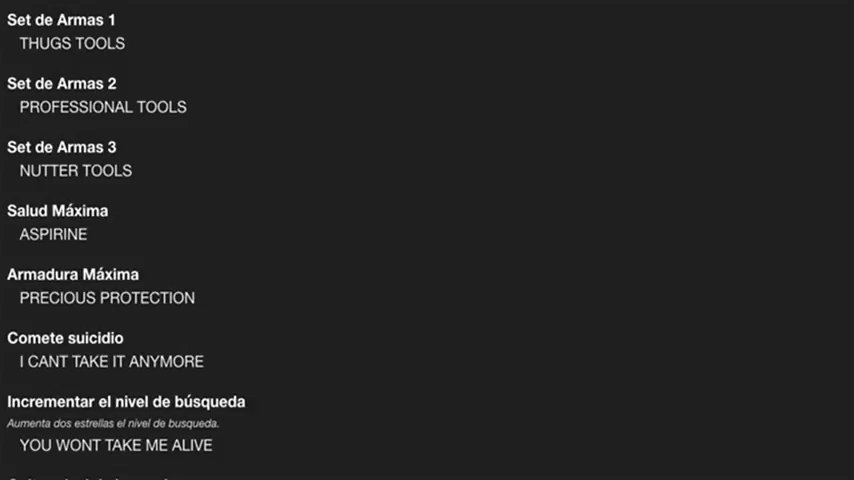 Set de Armas 1
THUGS TOOLS
Set de Armas 2
PROFESSIONAL TOOLS
Set de Armas 3
NUTTER TOOLS
Salud Máxima
ASPIRINE
Armadura Máxima
PRECIOUS PROTECTION
Comete suicidio
I CANT TAKE IT ANYMORE
Incrementar el nivel de búsqueda
Aumenta dos estrellas el nivel de busqueda.
YOU WONT TAKE ME ALIVE